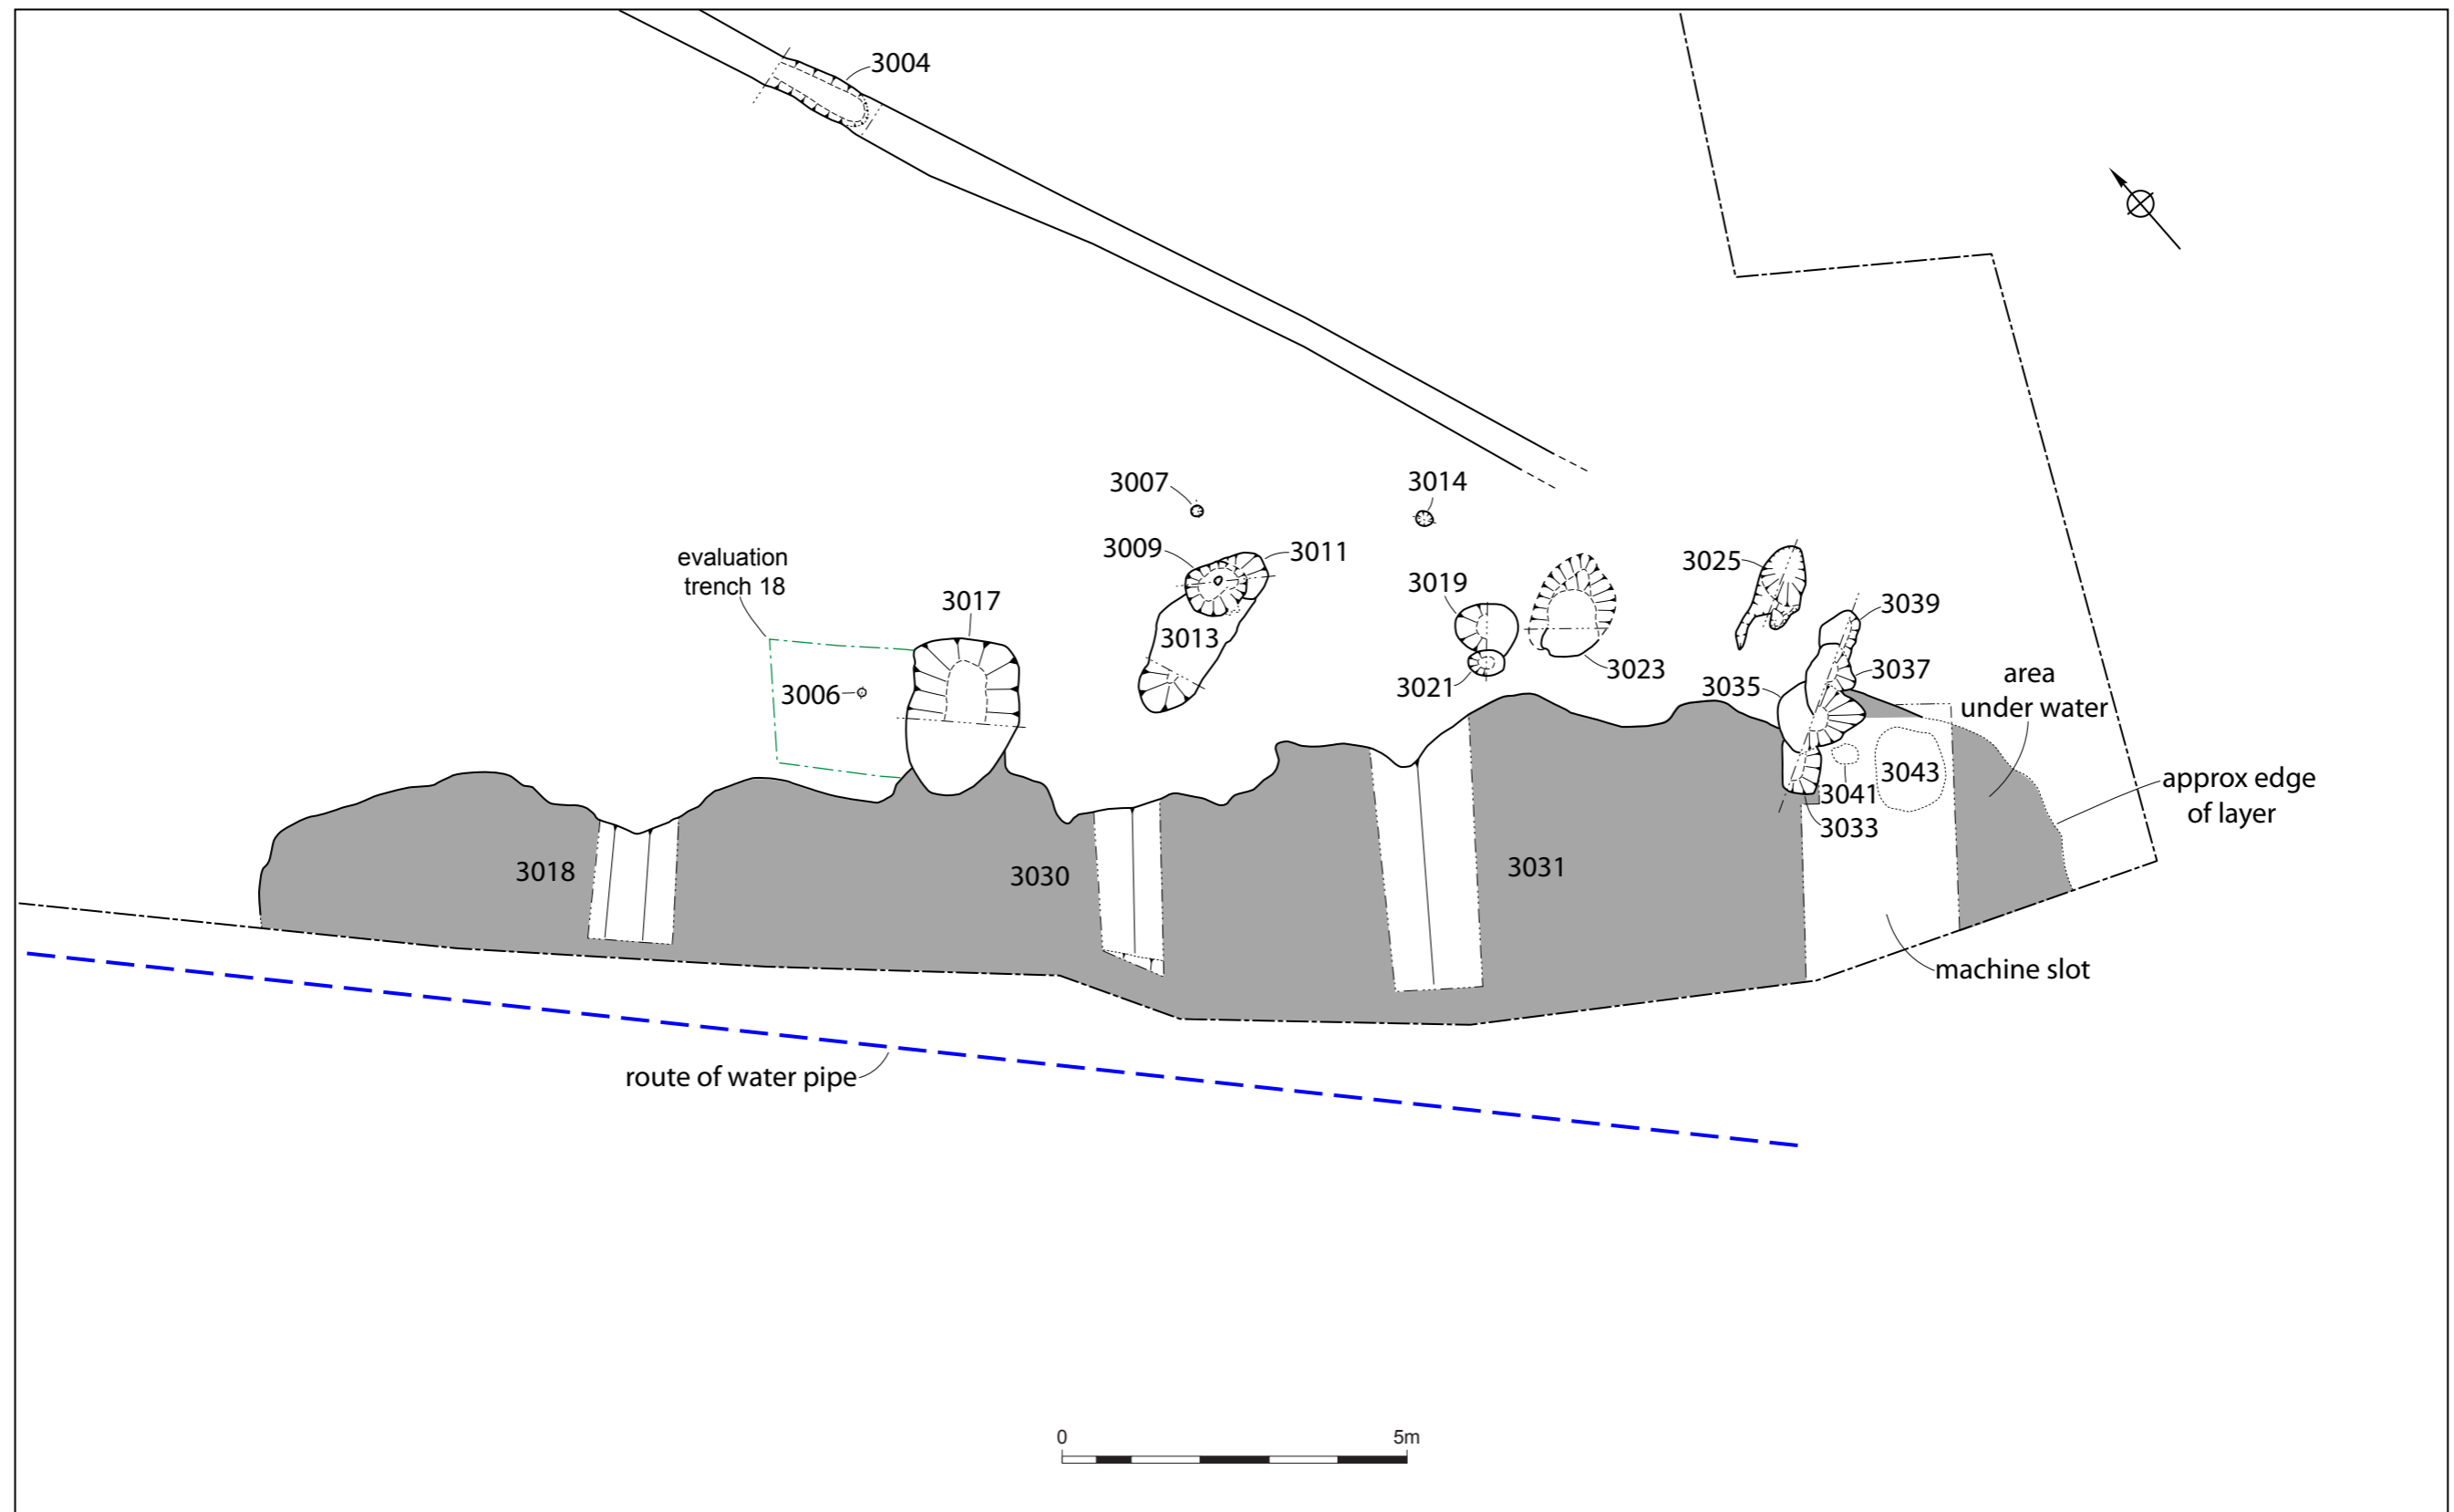 3004
3007
3014
3009
3011
3025
evaluation
trench 18
3017
3019
3039
3013
3006
3021
3023
3037
3035
area
under water
3043
approx edge
of layer
3041
3033
3018
3030
3031
machine slot
route of water pipe
0
5m